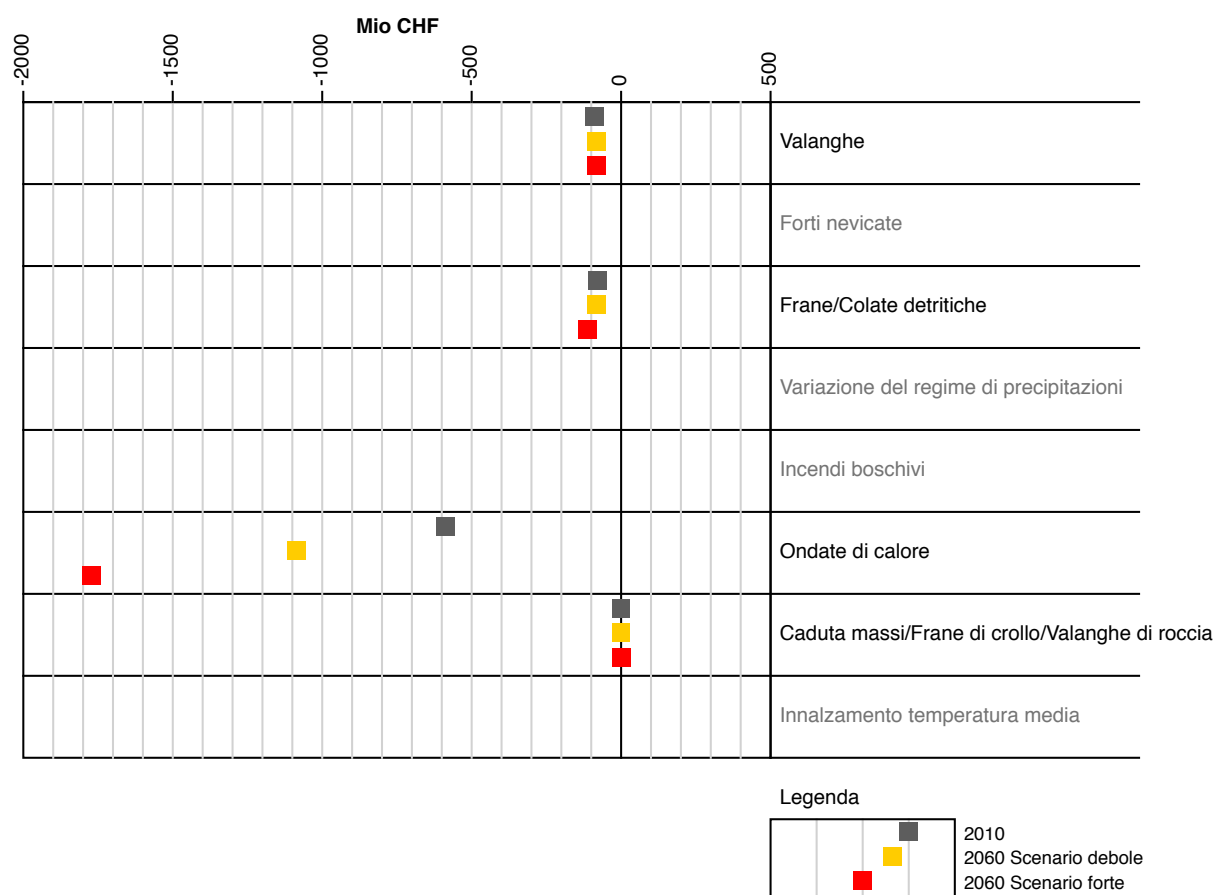 Mio CHF
-2000
-1500
-1000
-500
0
500
Valanghe
Forti nevicate
Frane/Colate detritiche
Variazione del regime di precipitazioni
Incendi boschivi
Ondate di calore
Caduta massi/Frane di crollo/Valanghe di roccia
Innalzamento temperatura media
Legenda
2010
2060 Scenario debole
2060 Scenario forte